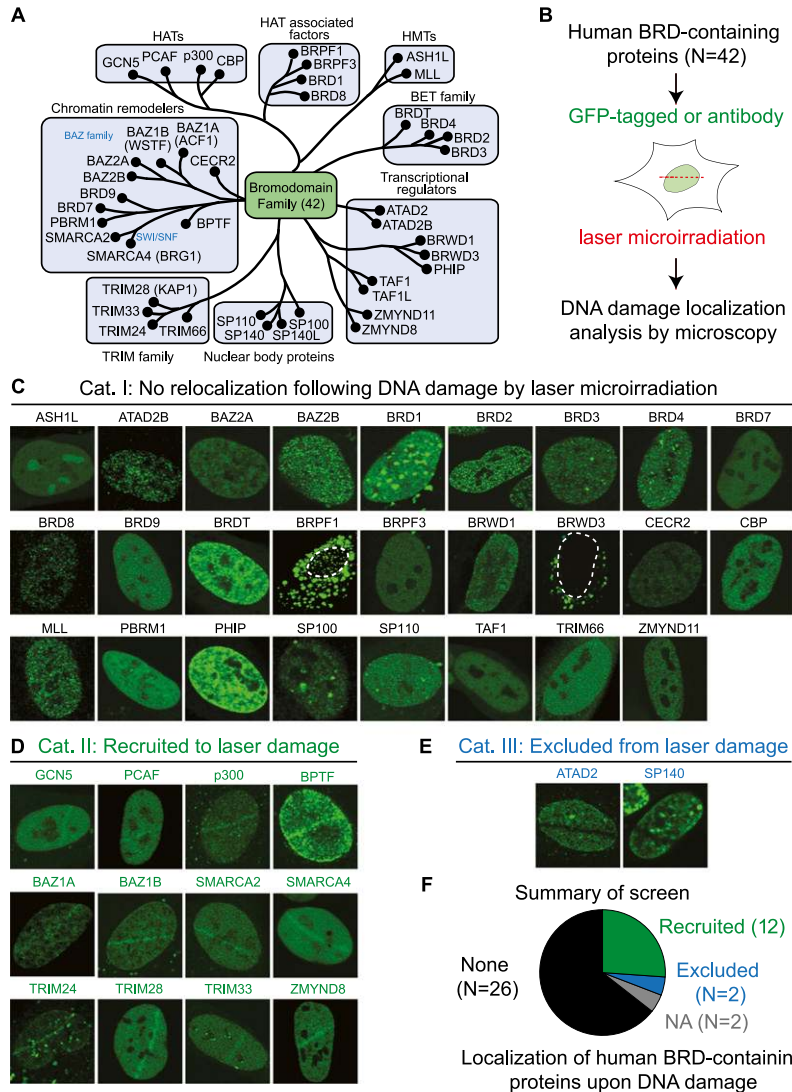 A
HATs
GCN5
PCAF
p300
CBP
HAT associated
factors
BRPF1
BRPF3
BRD1
BRD8
HMTs
ASH1L
MLL
BET family
BRDT
BRD4
BRD2
BRD3
Chromatin remodelers
BAZ family
BAZ1B
(WSTF)
BAZ1A
(ACF1)
BAZ2A
BAZ2B
CECR2
BRD9
BRD7
PBRM1
SMARCA2
SWI/SNF
BPTF
SMARCA4 (BRG1)
Bromodomain
Family (42)
Transcriptional
regulators
ATAD2
ATAD2B
BRWD1
BRWD3
PHIP
TAF1
TAF1L
ZMYND11
ZMYND8
TRIM28 (KAP1)
TRIM33
TRIM24
TRIM66
TRIM family
SP110
SP140
SP140L
SP100
Nuclear body proteins
B
Human BRD-containing
proteins (N=42)
GFP-tagged or antibody
laser microirradiation
DNA damage localization
analysis by microscopy
C Cat. I: No relocalization following DNA damage by laser microirradiation
ASH1L ATAD2B BAZ2A BAZ2B BRD1 BRD2 BRD3 BRD4 BRD7
BRD8 BRD9 BRDT BRPF1 BRPF3 BRWD1 BRWD3 CECR2 CBP
MLL PBRM1 PHIP SP100 SP110 TAF1 TRIM66 ZMYND11
D Cat. II: Recruited to laser damage
GCN5 PCAF p300 BPTF
BAZ1A BAZ1B SMARCA2 SMARCA4
TRIM24 TRIM28 TRIM33 ZMYND8
E Cat. III: Excluded from laser damage
ATAD2 SP140
F
Summary of screen
Recruited (12)
None
(N=26)
Excluded
(N=2)
NA (N=2)
Localization of human BRD-containin
proteins upon DNA damage